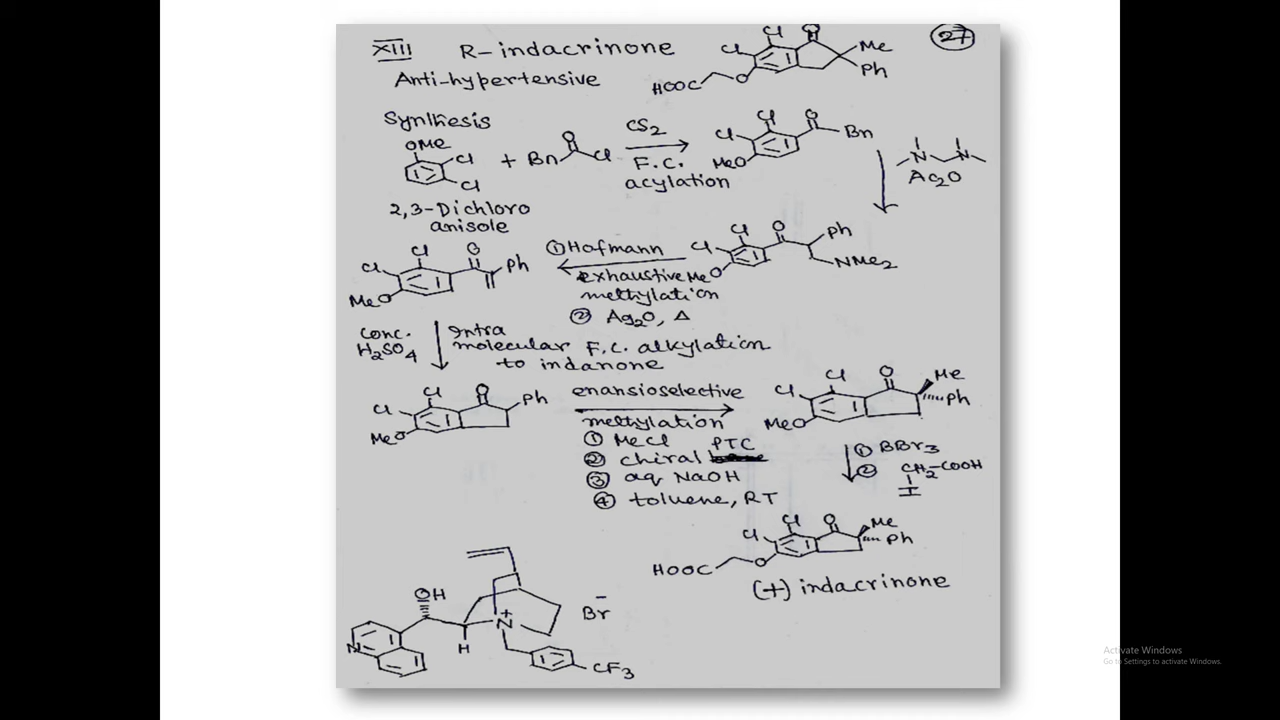 XIII R-indacrinone 27
Anti-hypertensive
Cl Cl O Me Ph O HOOC
Synthesis
OMe Cl Cl + Bn O Cl CS2 F.C. acylation Cl Cl O Bn MeO
N N
Ag2O
2,3-Dichloro
anisole
Cl Cl O Ph MeO
① Hofmann
exhaustive
methylation
② Ag2O, Δ
Cl Cl O Ph NMe2 MeO
Conc.
H2SO4
Intra
molecular F.C. alkylation
to indanone
Cl Cl O Ph MeO
enansioselective
methylation
① MeCl PTC
② chiral
③ aq NaOH
④ toluene, RT
Cl Cl O Me Ph MeO
① BBr3
② CH2-COOH
I
Cl Cl O Me Ph O HOOC
(+) indacrinone
OH N H N + Br - CF3
Activate Windows
Go to Settings to activate Windows.